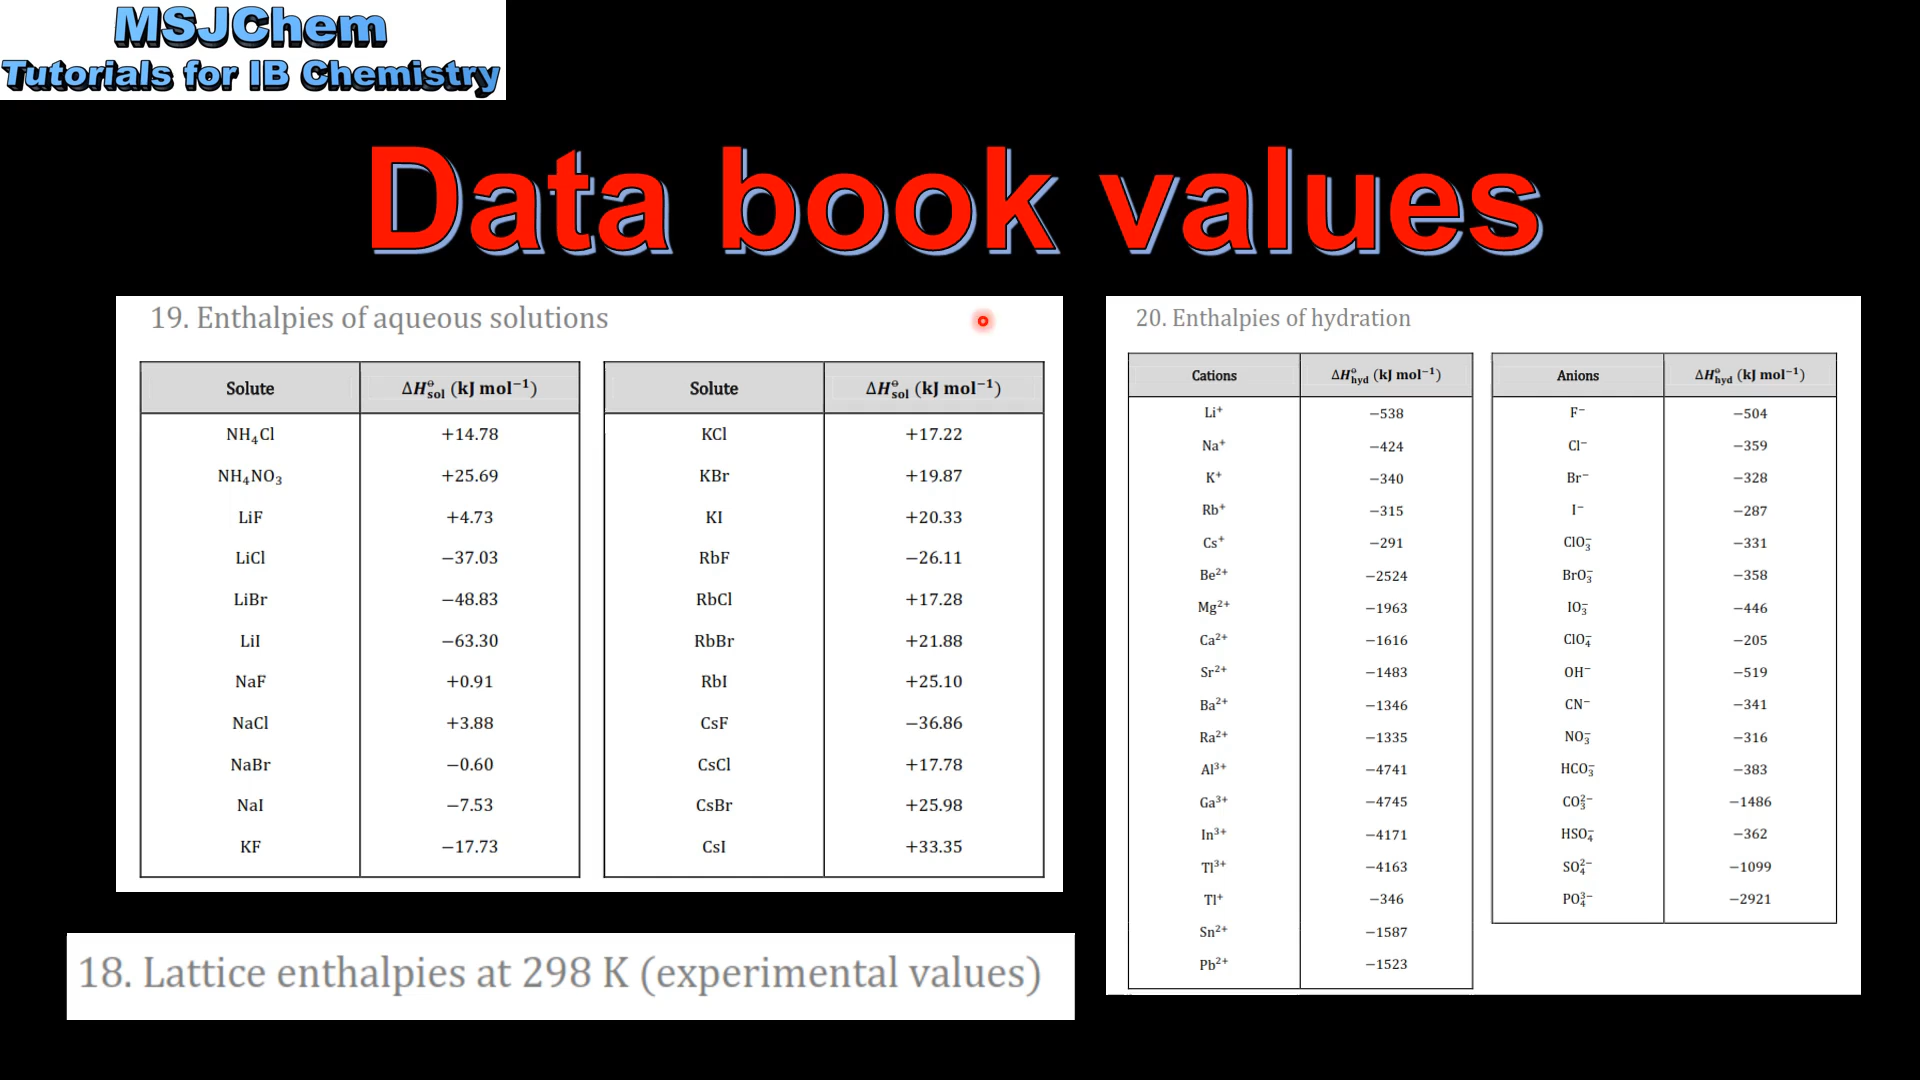 MSJChem
Tutorials for IB Chemistry
Data book values
19. Enthalpies of aqueous solutions
Solute ΔH⦵sol (kJ mol−1) Solute ΔH⦵sol (kJ mol−1)
NH4Cl +14.78 KCl +17.22
NH4NO3 +25.69 KBr +19.87
LiF +4.73 KI +20.33
LiCl −37.03 RbF −26.11
LiBr −48.83 RbCl +17.28
LiI −63.30 RbBr +21.88
NaF +0.91 RbI +25.10
NaCl +3.88 CsF −36.86
NaBr −0.60 CsCl +17.78
NaI −7.53 CsBr +25.98
KF −17.73 CsI +33.35
20. Enthalpies of hydration
Cations ΔH⦵hyd (kJ mol−1) Anions ΔH⦵hyd (kJ mol−1)
Li+ −538 F− −504
Na+ −424 Cl− −359
K+ −340 Br− −328
Rb+ −315 I− −287
Cs+ −291 ClO3− −331
Be2+ −2524 BrO3− −358
Mg2+ −1963 IO3− −446
Ca2+ −1616 ClO4− −205
Sr2+ −1483 OH− −519
Ba2+ −1346 CN− −341
Ra2+ −1335 NO3− −316
Al3+ −4741 HCO3− −383
Ga3+ −4745 CO32− −1486
In3+ −4171 HSO4− −362
Tl3+ −4163 SO42− −1099
Tl+ −346 PO43− −2921
Sn2+ −1587
Pb2+ −1523
18. Lattice enthalpies at 298 K (experimental values)